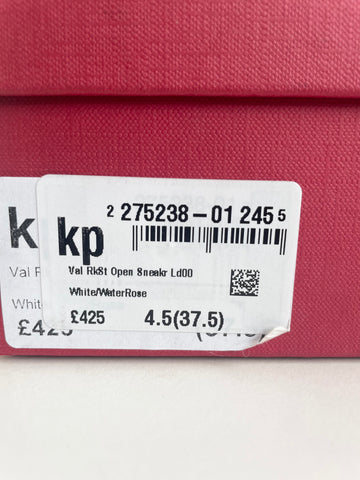 2 275238-01 245 5
kp
Val RkSt Open Sneakr Ld00
White/WaterRose
£425 4.5(37.5)
k
Val R
White
£425